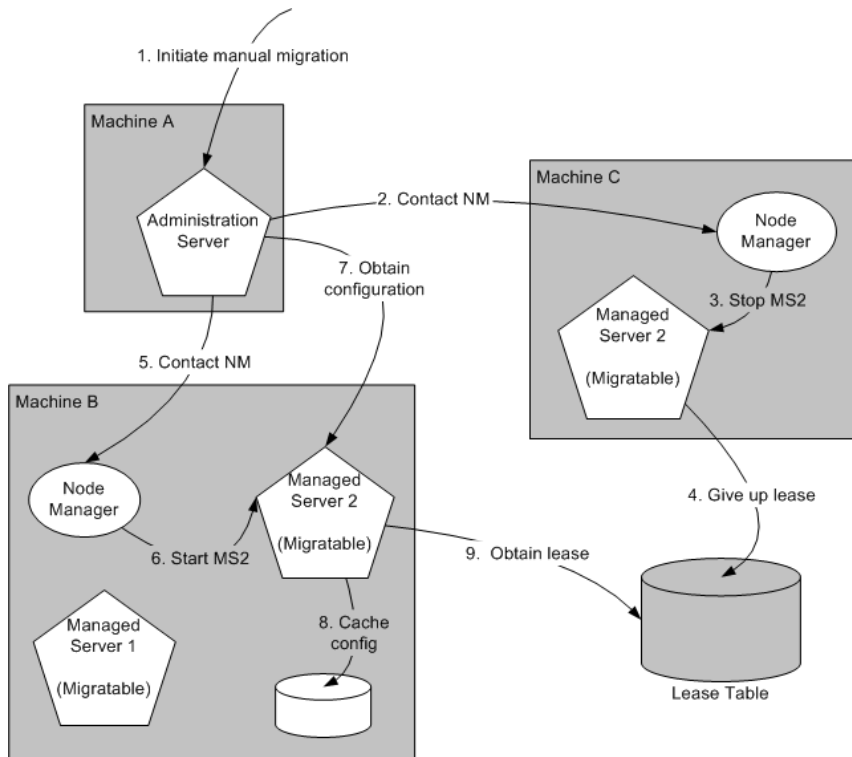 1. Initiate manual migration
Machine A
Administration
Server
2. Contact NM
Machine C
Node
Manager
3. Stop MS2
Managed
Server 2
(Migratable)
4. Give up lease
7. Obtain
configuration
5. Contact NM
Machine B
Node
Manager
6. Start MS2
Managed
Server 2
(Migratable)
9. Obtain lease
8. Cache
config
Managed
Server 1
(Migratable)
Lease Table